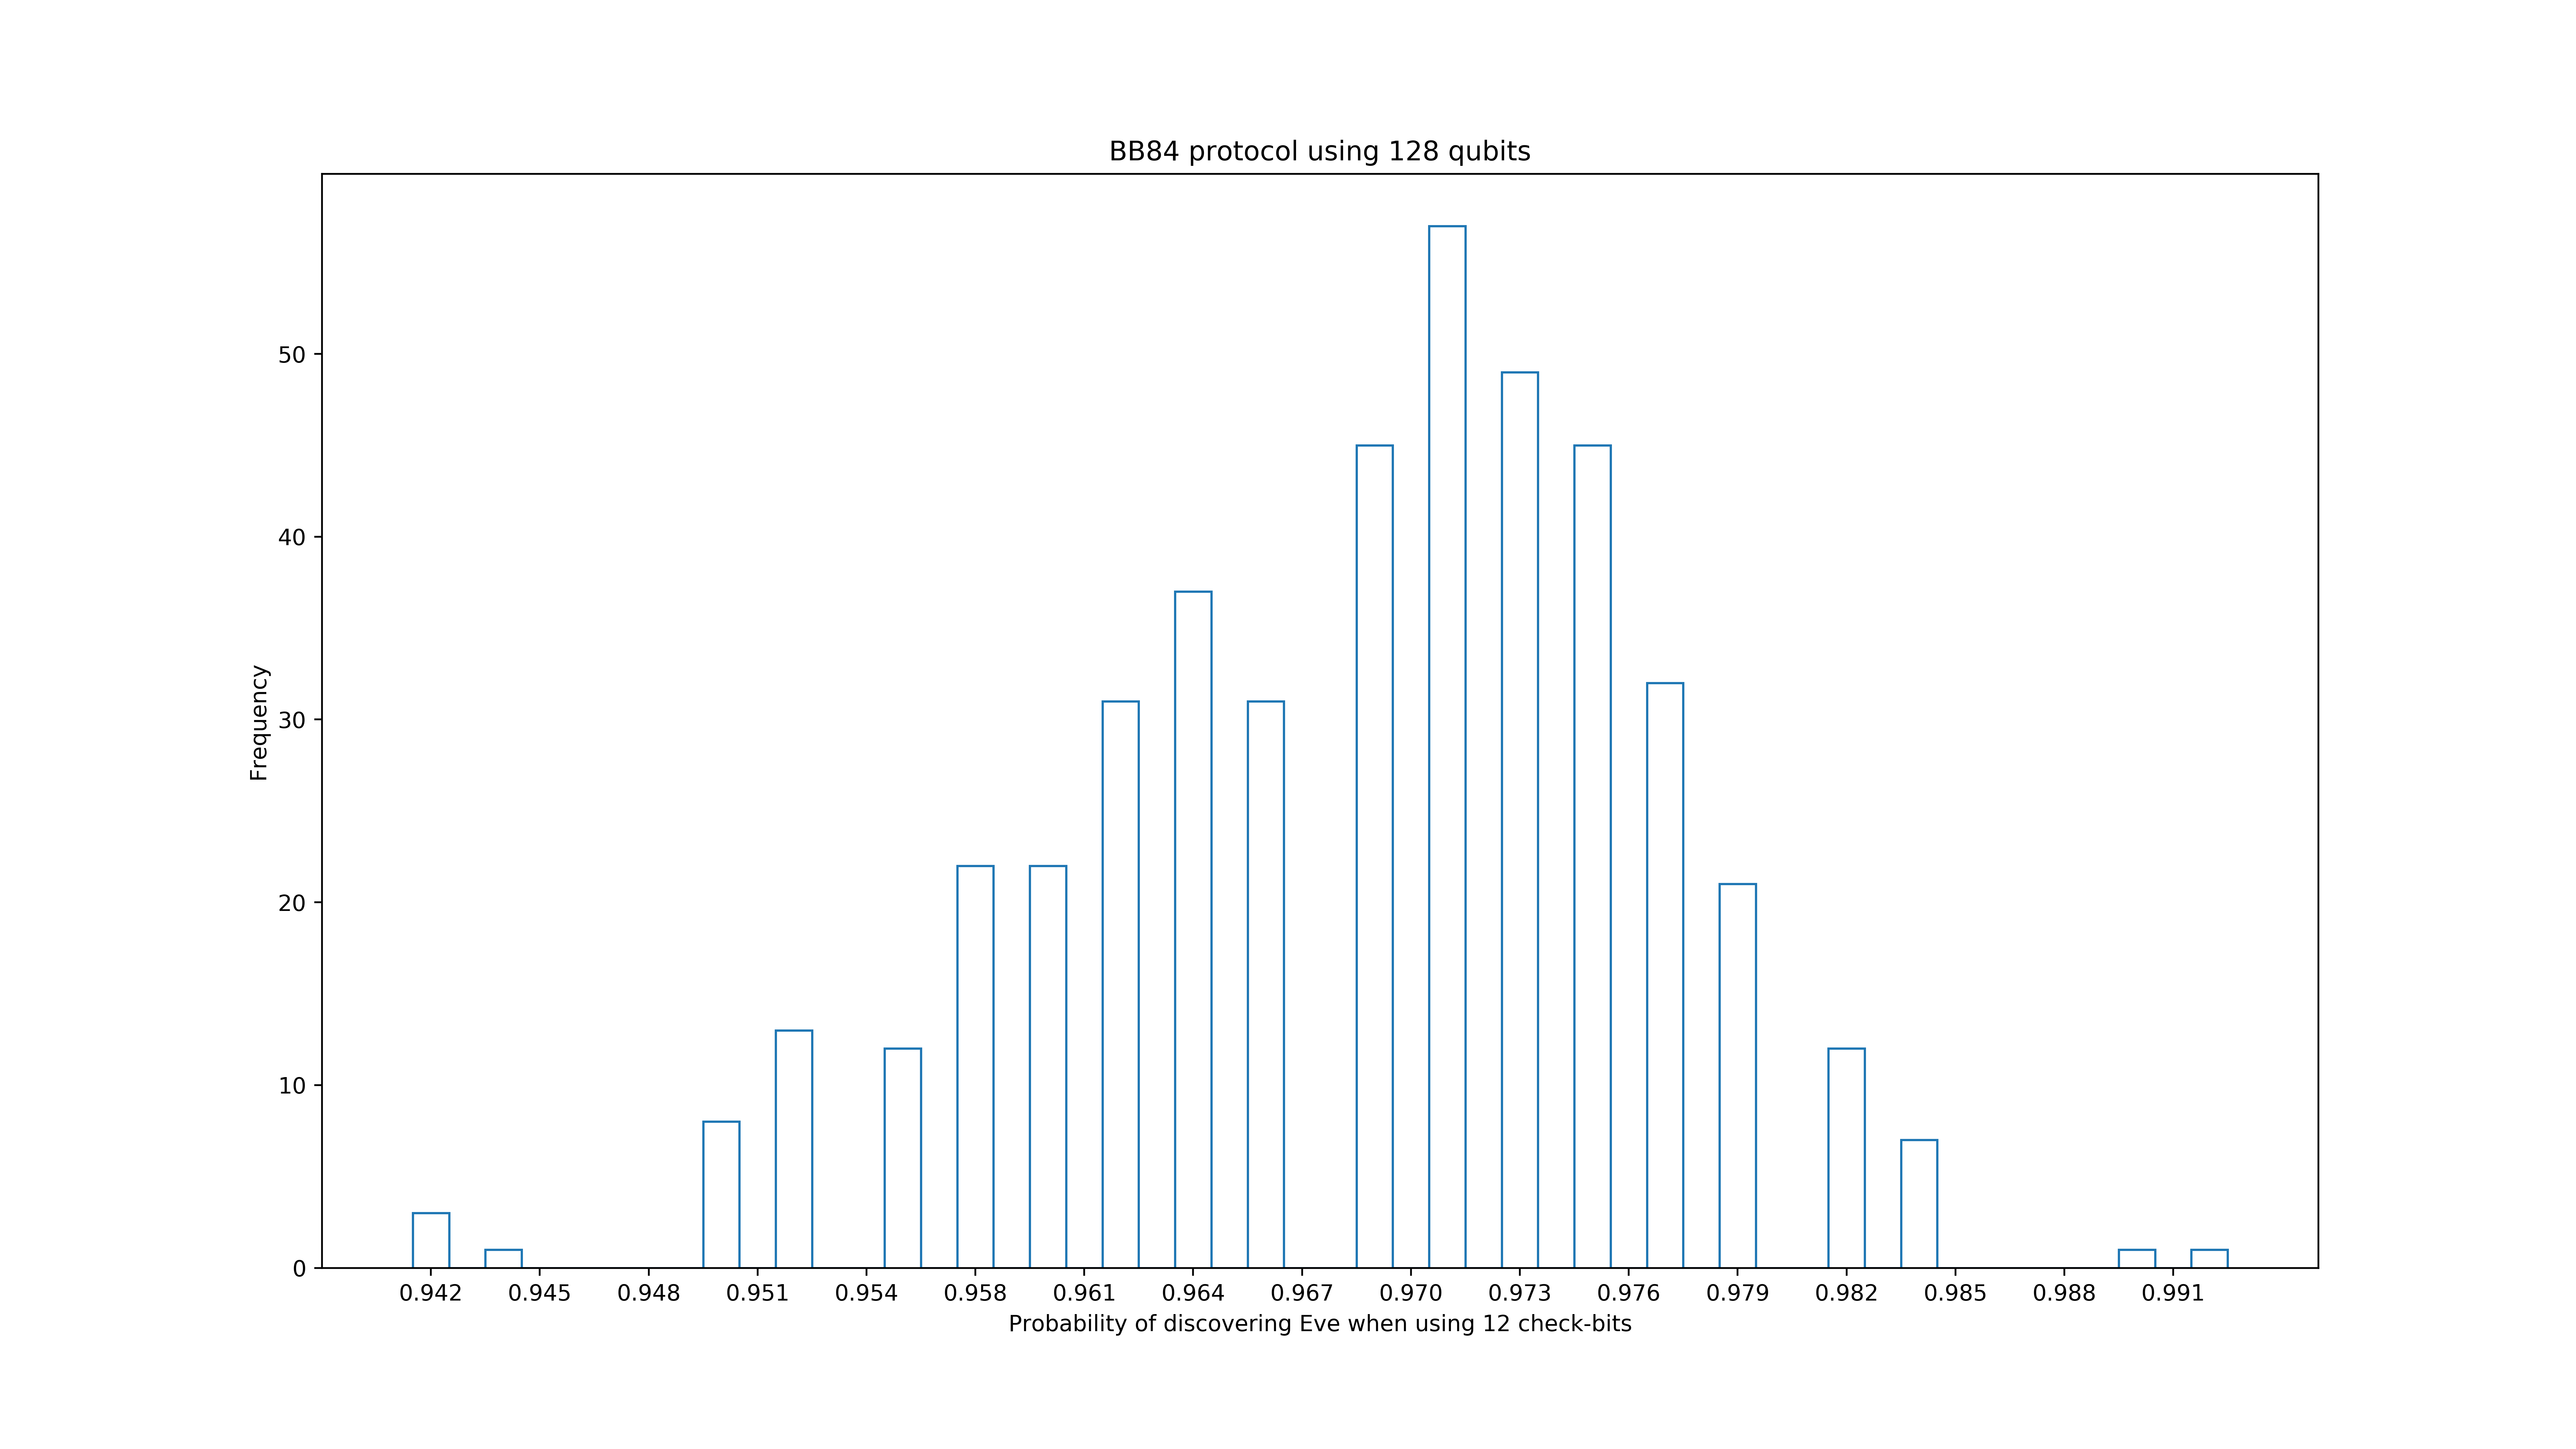 BB84 protocol using 128 qubits
50
40
30
20
10
0
Frequency
0.942 0.945 0.948 0.951 0.954 0.958 0.961 0.964 0.967 0.970 0.973 0.976 0.979 0.982 0.985 0.988 0.991
Probability of discovering Eve when using 12 check-bits